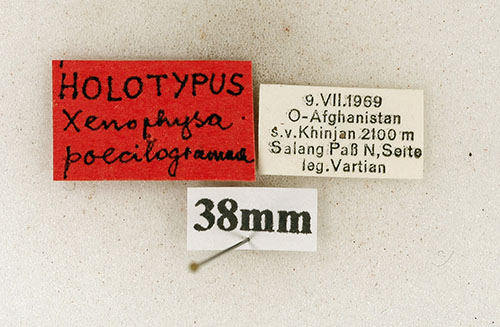 HOLOTYPUS
Xenophysa
poecilogramma
9.VII.1969
O-Afghanistan
s.v.Khinjan 2100 m
Salang Paß N,Seite
leg.Vartian
38mm